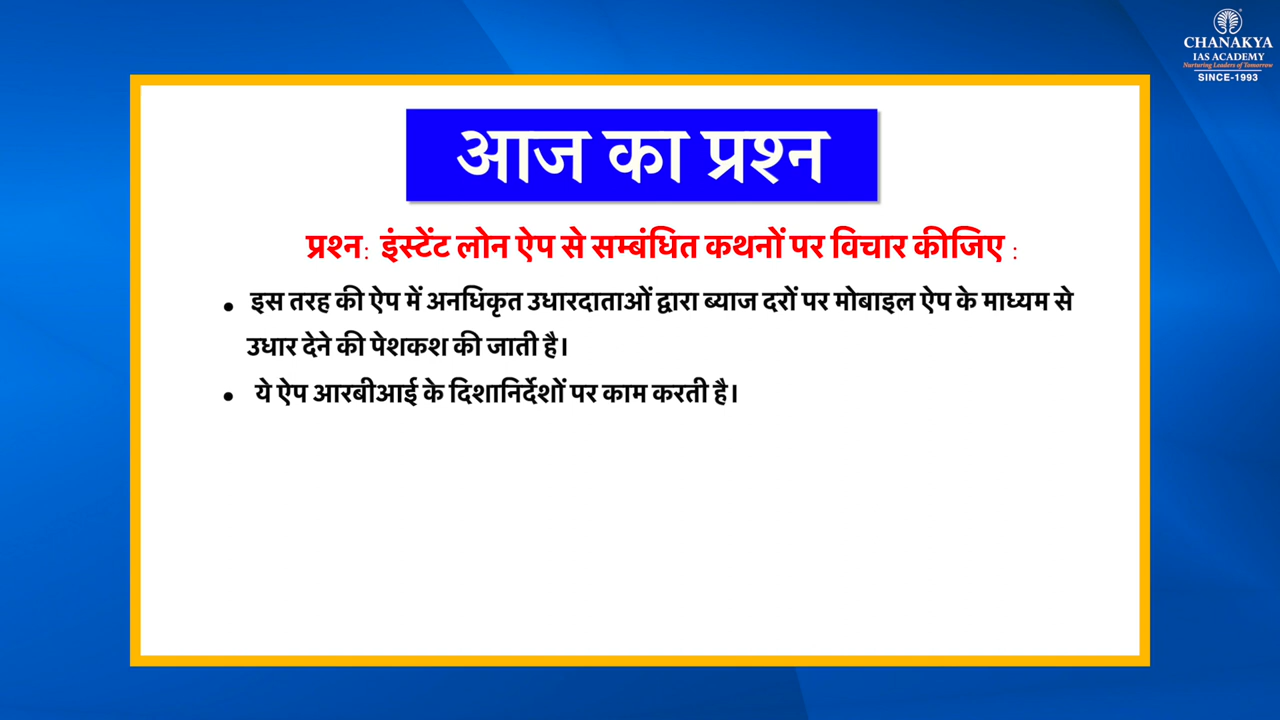 CHANAKYA
IAS ACADEMY
Nurturing Leaders of Tomorrow
SINCE-1993
आज का प्रश्न
प्रश्न: इंस्टेंट लोन ऐप से सम्बंधित कथनों पर विचार कीजिए :
• इस तरह की ऐप में अनधिकृत उधारदाताओं द्वारा ब्याज दरों पर मोबाइल ऐप के माध्यम से
उधार देने की पेशकश की जाती है।
• ये ऐप आरबीआई के दिशानिर्देशों पर काम करती है।